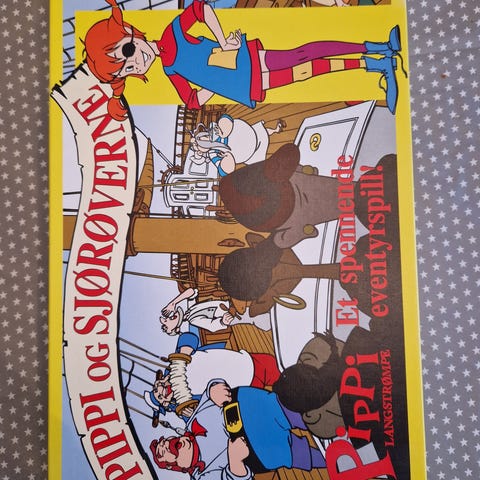 PIPPI OG SJØRØVERNE
Et spennende
eventyrspill!
PiPPi
LANGSTRØMPE